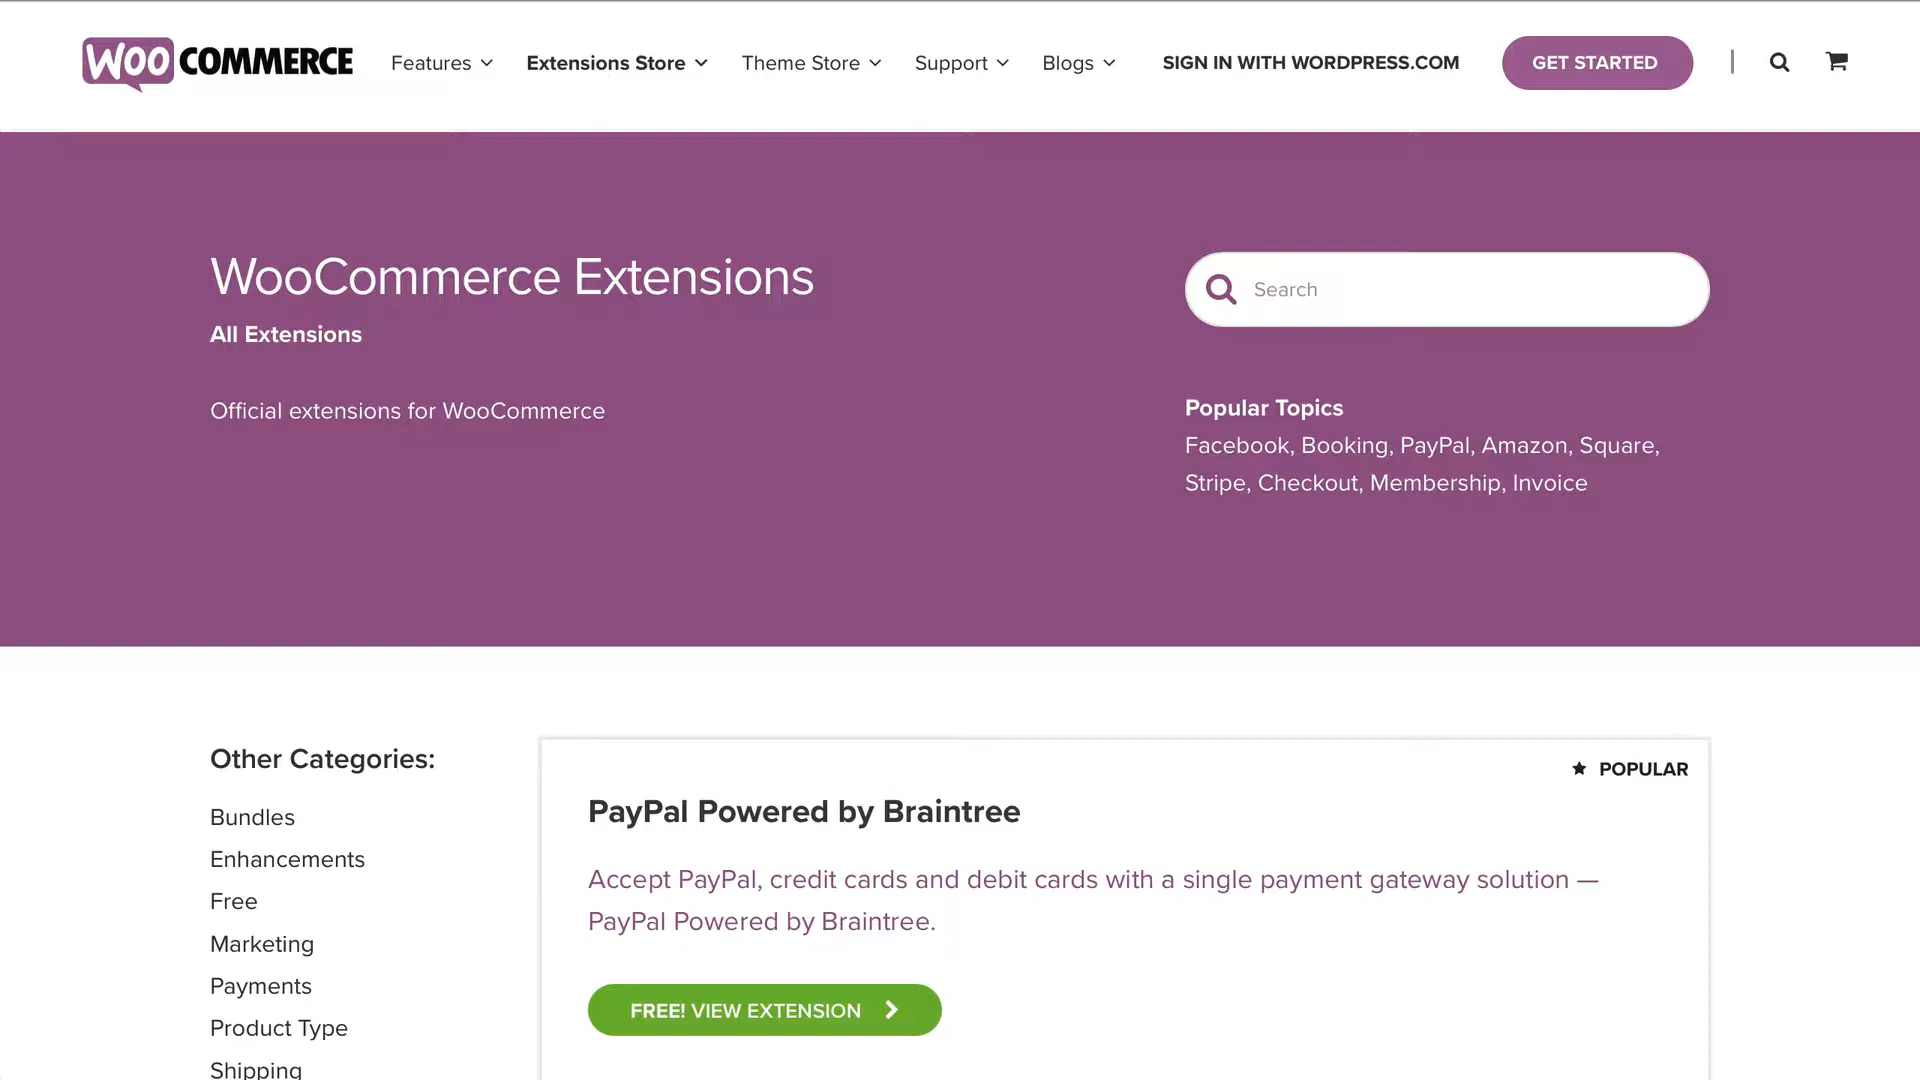 WOO COMMERCE
Features
Extensions Store
Theme Store
Support
Blogs
SIGN IN WITH WORDPRESS.COM
GET STARTED
WooCommerce Extensions
All Extensions
Official extensions for WooCommerce
Search
Popular Topics
Facebook, Booking, PayPal, Amazon, Square,
Stripe, Checkout, Membership, Invoice
Other Categories:
Bundles
Enhancements
Free
Marketing
Payments
Product Type
Shipping
POPULAR
PayPal Powered by Braintree
Accept PayPal, credit cards and debit cards with a single payment gateway solution —
PayPal Powered by Braintree.
FREE! VIEW EXTENSION